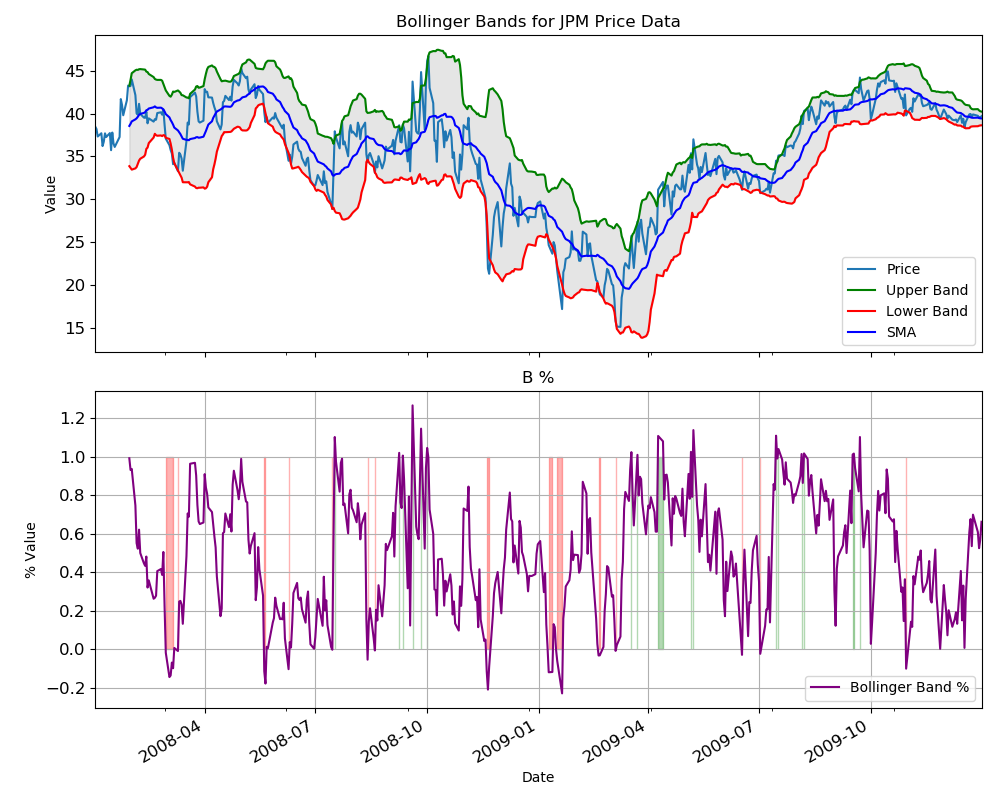 Bollinger Bands for JPM Price Data
45
40
35
30
25
20
15
Value
Price
Upper Band
Lower Band
SMA
B %
1.2
1.0
0.8
0.6
0.4
0.2
0.0
−0.2
% Value
Bollinger Band %
2008-04
2008-07
2008-10
2009-01
2009-04
2009-07
2009-10
Date